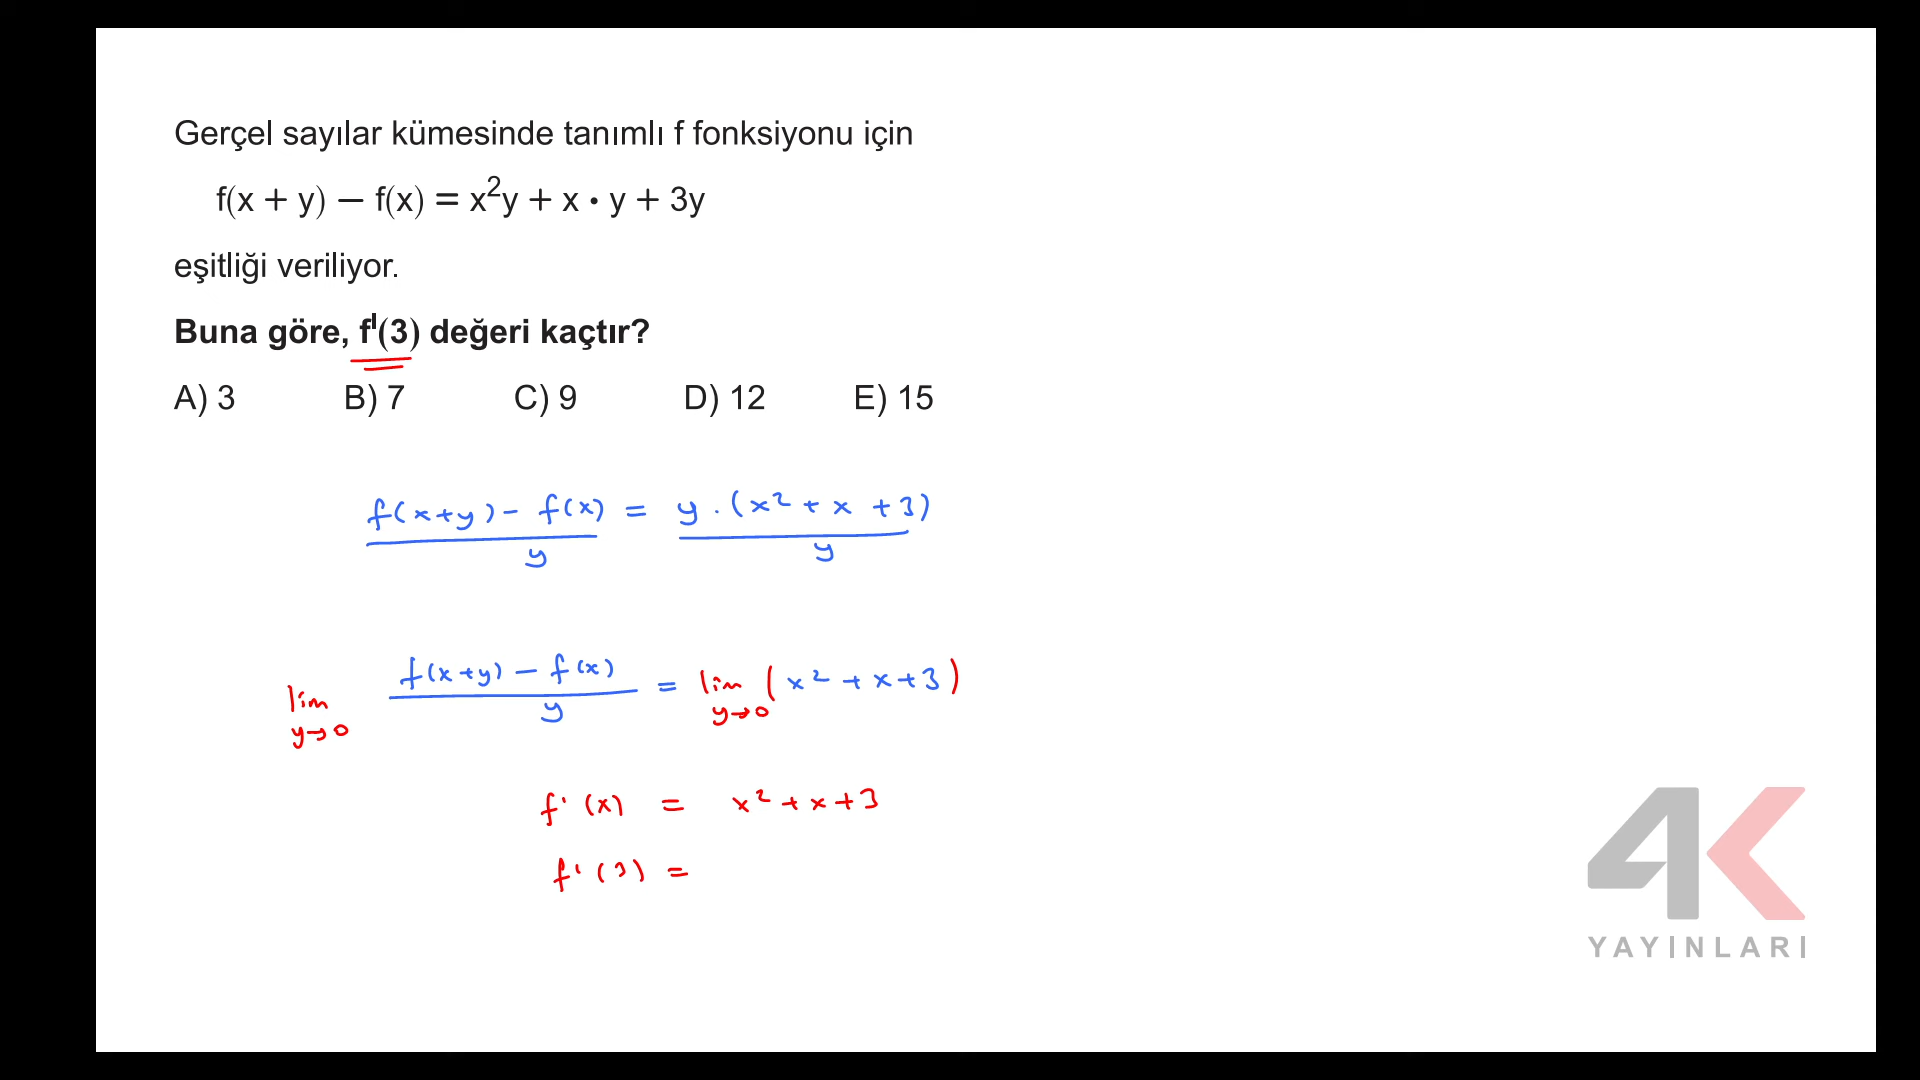 Gerçel sayılar kümesinde tanımlı f fonksiyonu için
f(x + y) – f(x) = x²y + x · y + 3y
eşitliği veriliyor.
Buna göre, f'(3) değeri kaçtır?
A) 3 B) 7 C) 9 D) 12 E) 15
f(x+y) - f(x) / y = y . (x² + x + 3) / y
lim y→0 f(x+y) - f(x) / y = lim y→0 (x² + x + 3)
f'(x) = x² + x + 3
f'(3) =
4K
YAYINLARI